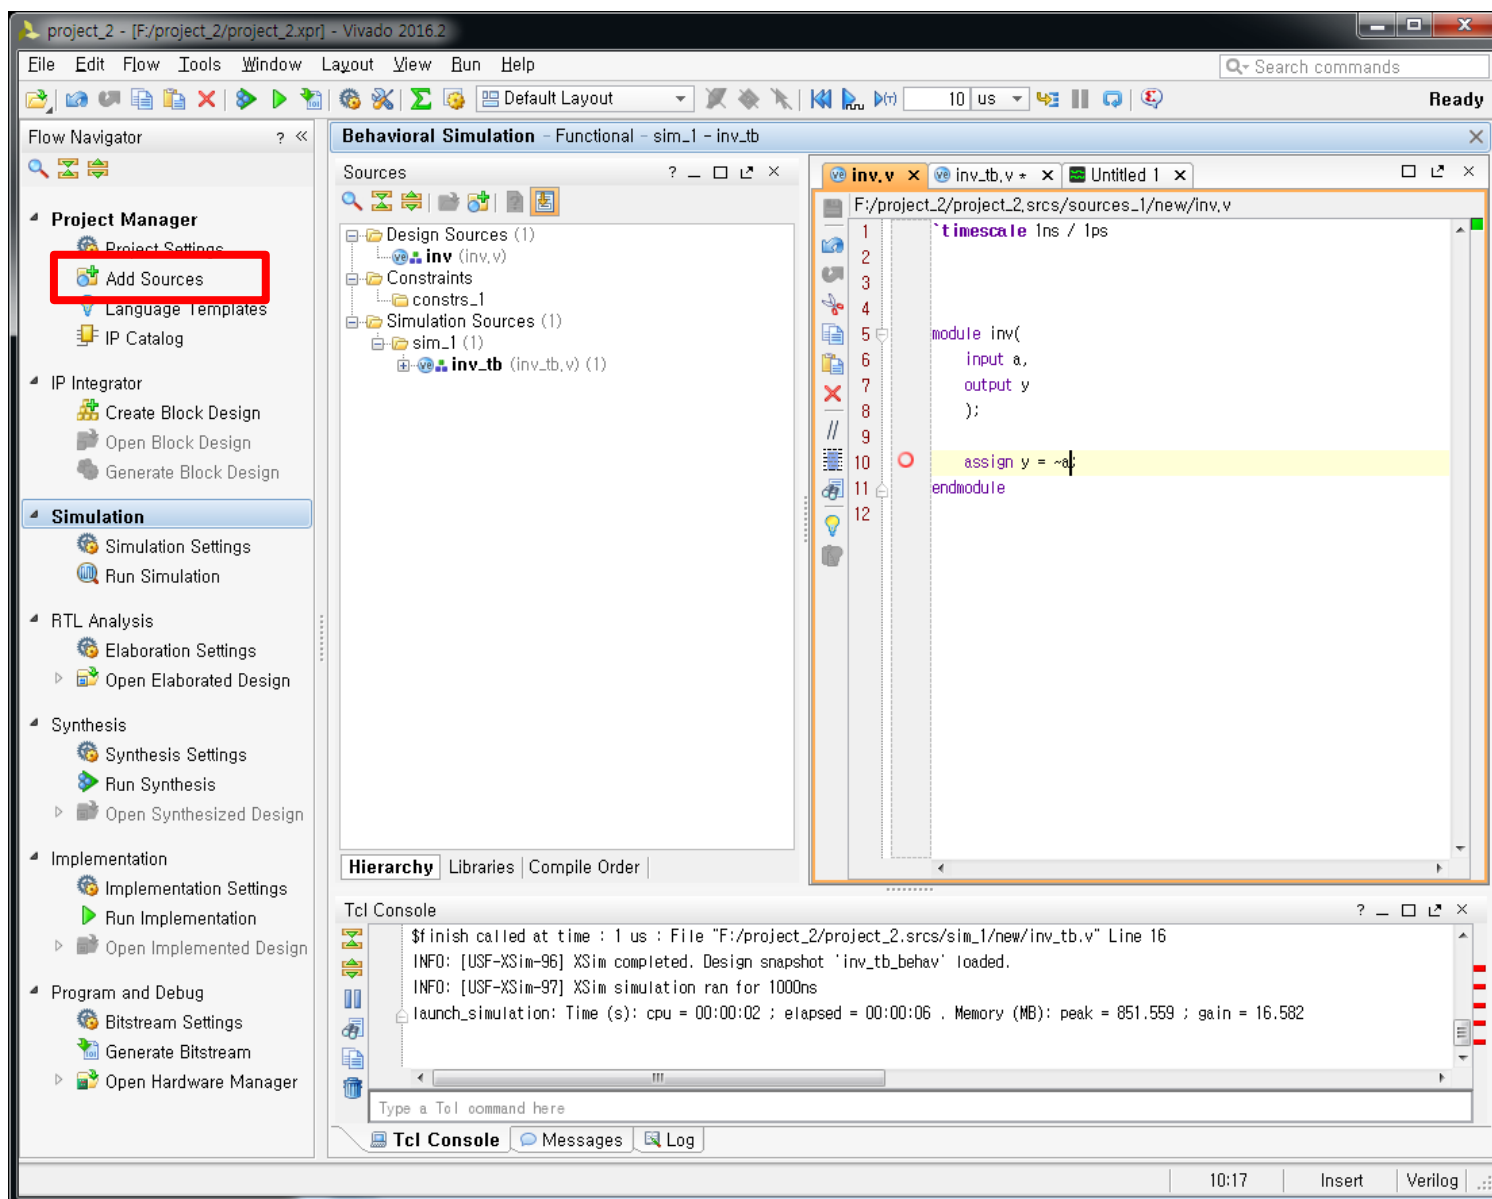 project_2 - [F:/project_2/project_2.xpr] - Vivado 2016.2
File Edit Flow Tools Window Layout View Run Help
Search commands
Default Layout
10 us
Ready
Flow Navigator ? «
Project Manager
Project Settings
Add Sources
Language Templates
IP Catalog
IP Integrator
Create Block Design
Open Block Design
Generate Block Design
Simulation
Simulation Settings
Run Simulation
RTL Analysis
Elaboration Settings
Open Elaborated Design
Synthesis
Synthesis Settings
Run Synthesis
Open Synthesized Design
Implementation
Implementation Settings
Run Implementation
Open Implemented Design
Program and Debug
Bitstream Settings
Generate Bitstream
Open Hardware Manager
Behavioral Simulation - Functional - sim_1 - inv_tb
Sources
Design Sources (1)
inv (inv.v)
Constraints
constrs_1
Simulation Sources (1)
sim_1 (1)
inv_tb (inv_tb.v) (1)
Hierarchy Libraries Compile Order
inv.v inv_tb.v * Untitled 1
F:/project_2/project_2.srcs/sources_1/new/inv.v
1 `timescale 1ns / 1ps
2
3
4
5 module inv(
6 input a,
7 output y
8 );
9
10 assign y = ~a;
11 endmodule
12
Tcl Console
$finish called at time : 1 us : File "F:/project_2/project_2.srcs/sim_1/new/inv_tb.v" Line 16
INFO: [USF-XSim-96] XSim completed. Design snapshot 'inv_tb_behav' loaded.
INFO: [USF-XSim-97] XSim simulation ran for 1000ns
launch_simulation: Time (s): cpu = 00:00:02 ; elapsed = 00:00:06 . Memory (MB): peak = 851.559 ; gain = 16.582
Type a Tcl command here
Tcl Console Messages Log
10:17 Insert Verilog